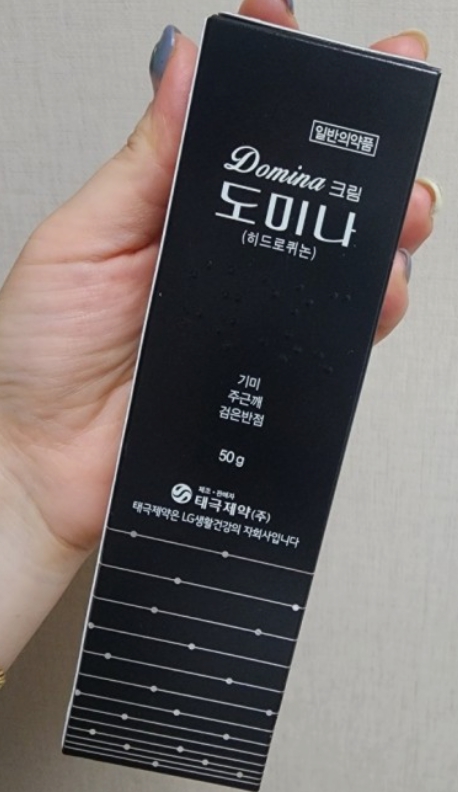 일반의약품
Domina 크림
도미나
(히드로퀴논)
기미
주근깨
검은반점
50g
제조·판매자
태극제약(주)
태극제약은 LG생활건강의 자회사입니다